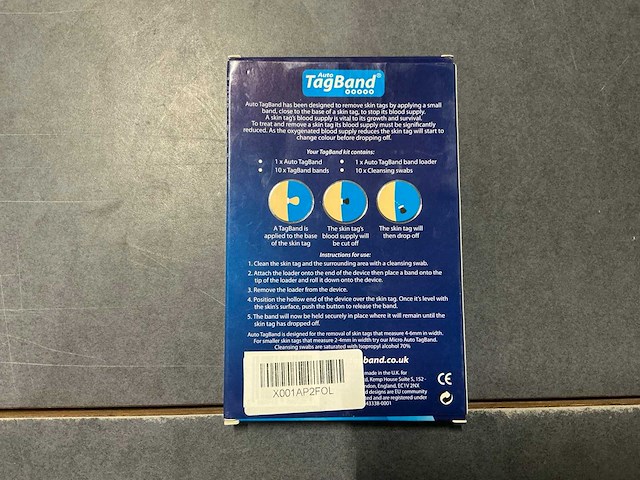 Auto
TagBand®
Auto TagBand has been designed to remove skin tags by applying a small
band, close to the base of a skin tag, to stop its blood supply.
A skin tag's blood supply is vital to its growth and survival.
To treat and remove a skin tag its blood supply must be significantly
reduced. As the oxygenated blood supply reduces the skin tag will start to
change colour before dropping off.
Your TagBand kit contains:
• 1 x Auto TagBand • 1 x Auto TagBand band loader
• 10 x TagBand bands • 10 x Cleansing swabs
A TagBand is The skin tag's The skin tag will
applied to the base blood supply will then drop off
of the skin tag be cut off
Instructions for use:
1. Clean the skin tag and the surrounding area with a cleansing swab.
2. Attach the loader onto the end of the device then place a band onto the
tip of the loader and roll it down onto the device.
3. Remove the loader from the device.
4. Position the hollow end of the device over the skin tag. Once it's level with
the skin's surface, push the button to release the band.
5. The band will now be held securely in place where it will remain until the
skin tag has dropped off.
Auto TagBand is designed for the removal of skin tags that measure 4-6mm in width.
For smaller skin tags that measure 2-4mm in width try our Micro Auto TagBand.
Cleansing swabs are saturated with Isopropyl alcohol 70%
band.co.uk
made in the U.K. for
d, Kemp House Suite 5, 152 -
ndon, England, EC1V 2NX
d designs are EU community
ted and are registered under
43338-0001
CE
X001AP2FOL